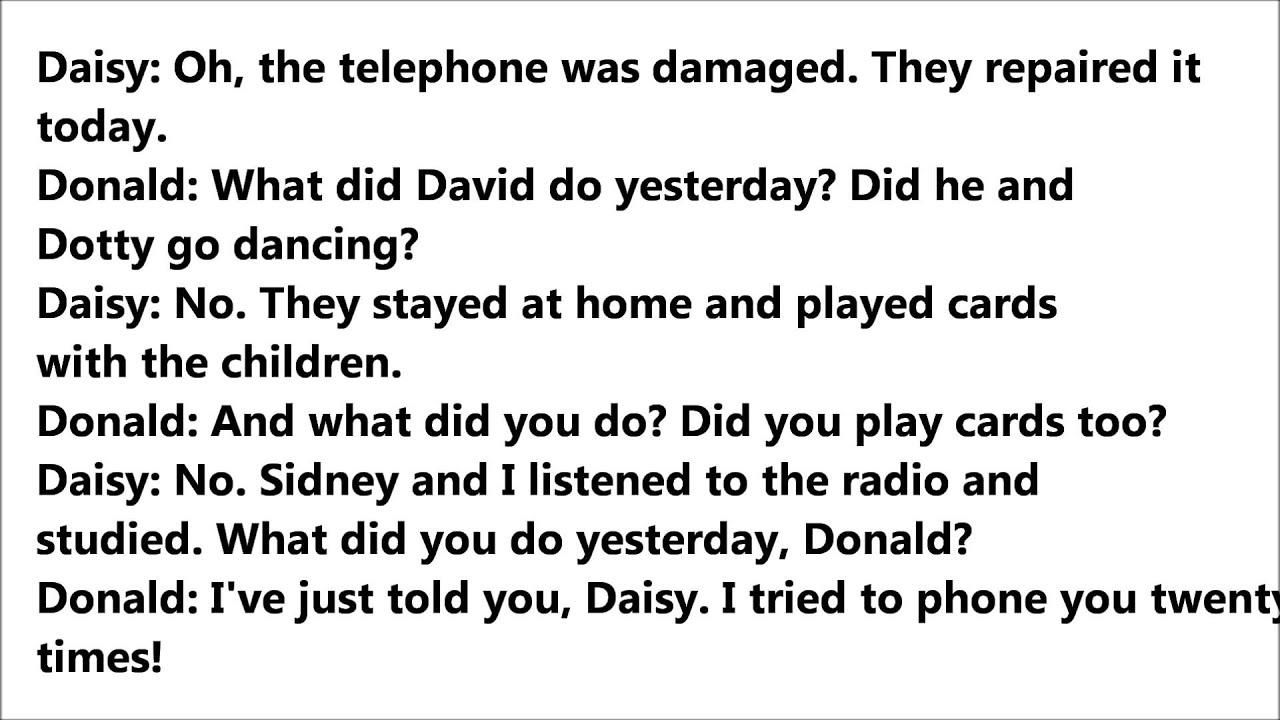 Daisy: Oh, the telephone was damaged. They repaired it
today.
Donald: What did David do yesterday? Did he and
Dotty go dancing?
Daisy: No. They stayed at home and played cards
with the children.
Donald: And what did you do? Did you play cards too?
Daisy: No. Sidney and I listened to the radio and
studied. What did you do yesterday, Donald?
Donald: I've just told you, Daisy. I tried to phone you twenty
times!